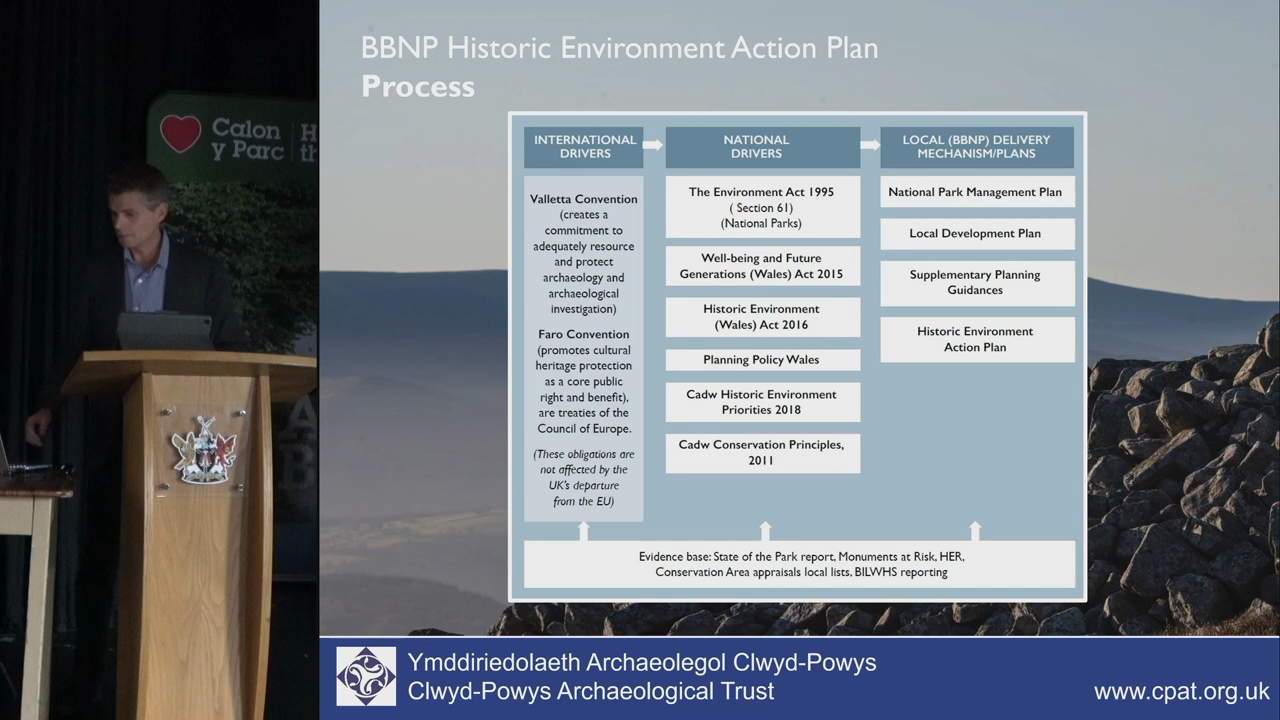 Calon
y Parc
BBNP Historic Environment Action Plan
Process
INTERNATIONAL
DRIVERS
NATIONAL
DRIVERS
LOCAL (BBNP) DELIVERY
MECHANISM/PLANS
Valletta Convention
(creates a
commitment to
adequately resource
and protect
archaeology and
archaeological
investigation)
Faro Convention
(promotes cultural
heritage protection
as a core public
right and benefit),
are treaties of the
Council of Europe.
(These obligations are
not affected by the
UK's departure
from the EU)
The Environment Act 1995
( Section 61)
(National Parks)
Well-being and Future
Generations (Wales) Act 2015
Historic Environment
(Wales) Act 2016
Planning Policy Wales
Cadw Historic Environment
Priorities 2018
Cadw Conservation Principles,
2011
National Park Management Plan
Local Development Plan
Supplementary Planning
Guidances
Historic Environment
Action Plan
Evidence base: State of the Park report, Monuments at Risk, HER,
Conservation Area appraisals local lists, BILWHS reporting
Ymddiriedolaeth Archaeolegol Clwyd-Powys
Clwyd-Powys Archaeological Trust
www.cpat.org.uk